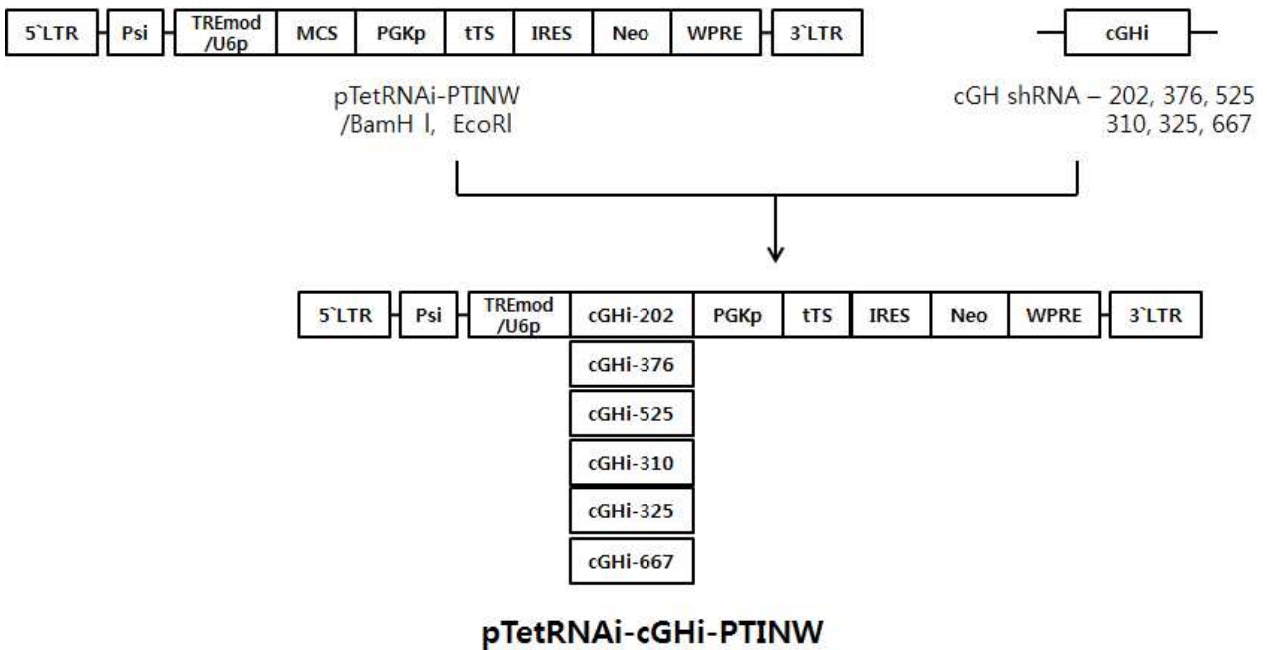 5`LTR Psi TREmod /U6p MCS PGKp tTS IRES Neo WPRE 3`LTR
cGHi
pTetRNAi-PTINW
/BamH l, EcoRl
cGH shRNA – 202, 376, 525
310, 325, 667
5`LTR Psi TREmod /U6p cGHi-202 PGKp tTS IRES Neo WPRE 3`LTR
cGHi-376
cGHi-525
cGHi-310
cGHi-325
cGHi-667
pTetRNAi-cGHi-PTINW